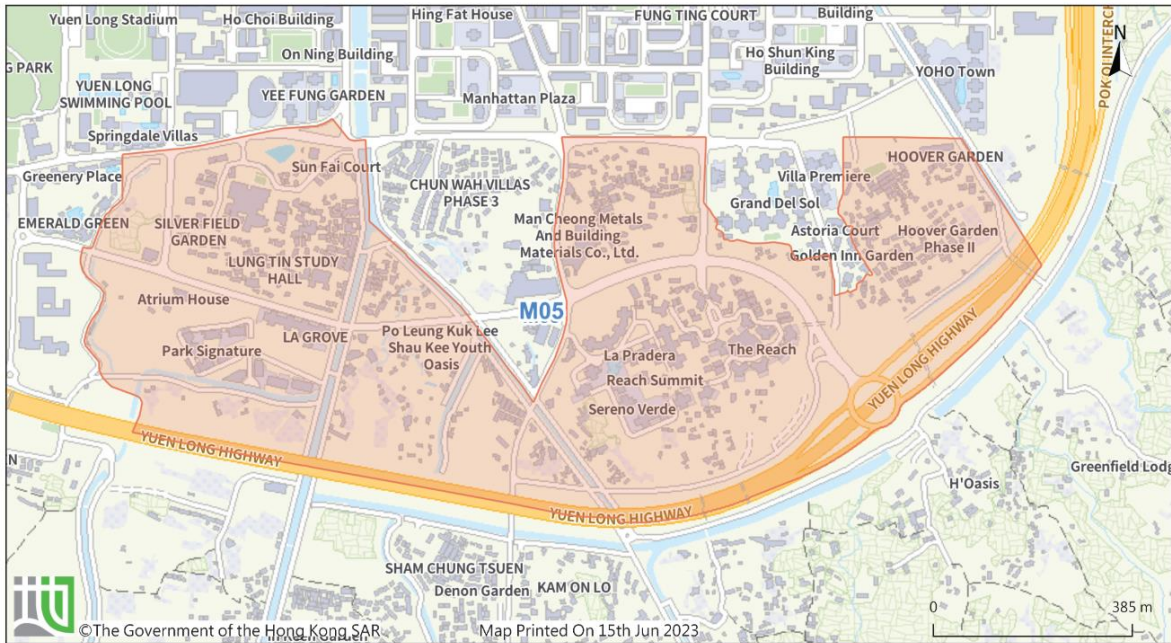 Yuen Long Stadium
Ho Choi Building
Hing Fat House
FUNG TING COURT
Building
On Ning Building
Ho Shun King
Building
N
G PARK
YUEN LONG
SWIMMING POOL
YEE FUNG GARDEN
Manhattan Plaza
YOHO Town
Springdale Villas
Greenery Place
Sun Fai Court
CHUN WAH VILLAS
PHASE 3
Villa Premiere
HOOVER GARDEN
EMERALD GREEN
SILVER FIELD
GARDEN
Man Cheong Metals
And Building
Materials Co., Ltd.
Grand Del Sol
Astoria Court
Hoover Garden
Phase II
LUNG TIN STUDY
HALL
Golden Inn Garden
Atrium House
M05
LA GROVE
Po Leung Kuk Lee
Shau Kee Youth
Oasis
Park Signature
La Pradera
The Reach
Reach Summit
Sereno Verde
YUEN LONG HIGHWAY
YUEN LONG HIGHWAY
YUEN LONG HIGHWAY
Greenfield Lodg
H'Oasis
SHAM CHUNG TSUEN
Denon Garden
KAM ON LO
0
385 m
©The Government of the Hong Kong SAR
Map Printed On 15th Jun 2023